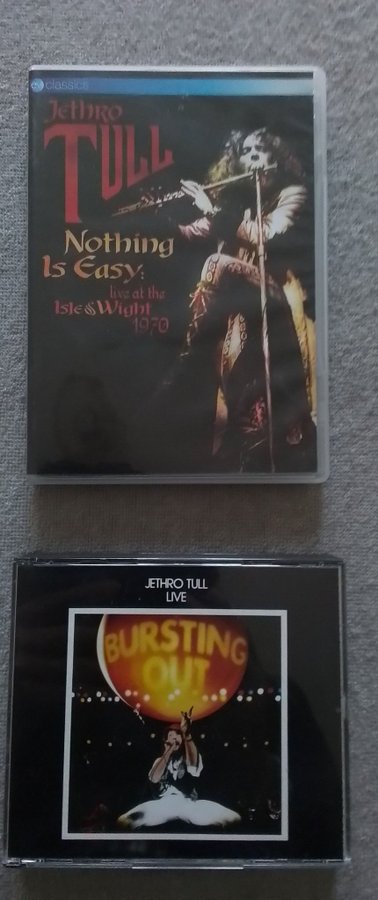 classics
Jethro
TULL
Nothing
Is Easy:
live at the
Isle of Wight
1970
JETHRO TULL
LIVE
BURSTING
OUT